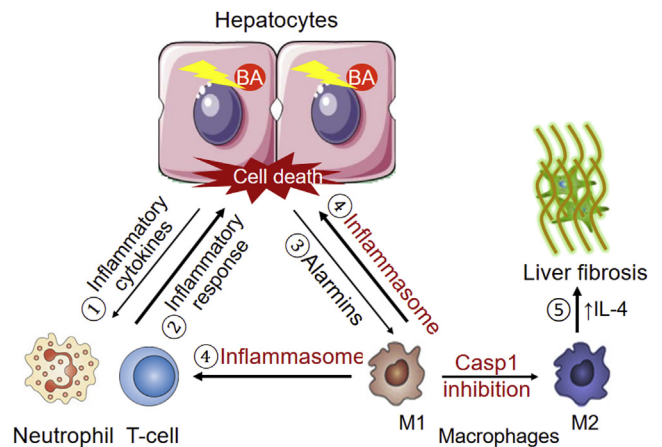 Hepatocytes
BA
BA
Cell death
① Inflammatory
cytokines
② Inflammatory
response
③ Alarmins
④ Inflammasome
④ Inflammasome
Liver fibrosis
⑤ ↑IL-4
Casp1
inhibition
Neutrophil T-cell
M1
M2
Macrophages